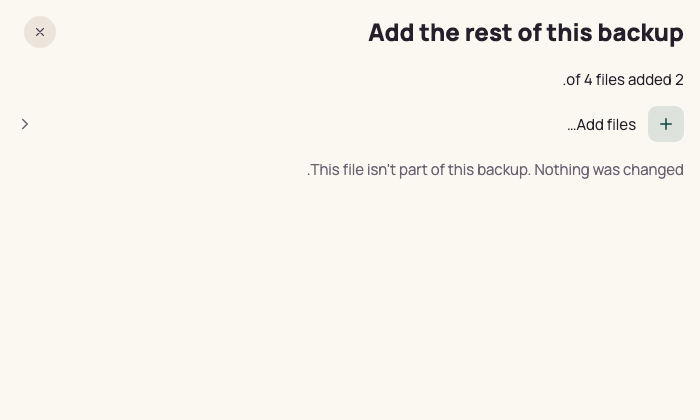 Add the rest of this backup
.of 4 files added 2
...Add files
.This file isn't part of this backup. Nothing was changed